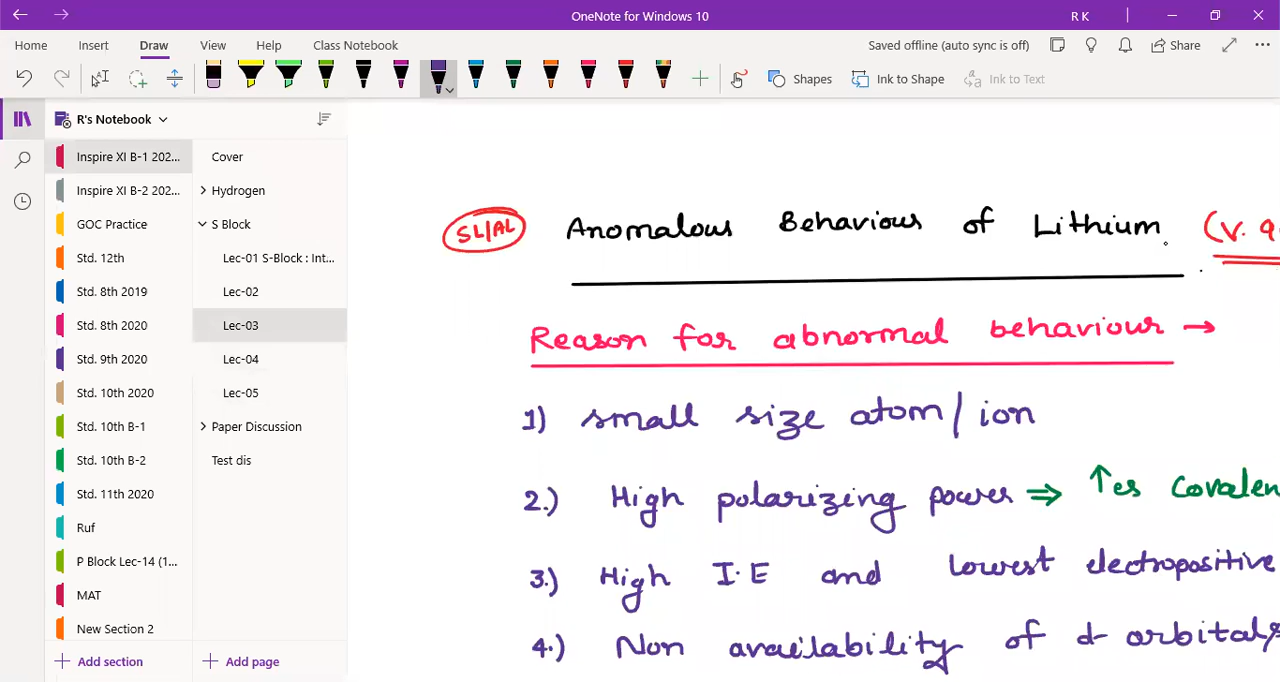 OneNote for Windows 10
R K
Home Insert Draw View Help Class Notebook
Saved offline (auto sync is off) Share
Shapes Ink to Shape Ink to Text
R's Notebook
Inspire XI B-1 202...
Inspire XI B-2 202...
GOC Practice
Std. 12th
Std. 8th 2019
Std. 8th 2020
Std. 9th 2020
Std. 10th 2020
Std. 10th B-1
Std. 10th B-2
Std. 11th 2020
Ruf
P Block Lec-14 (1...
MAT
New Section 2
Add section
Cover
Hydrogen
S Block
Lec-01 S-Block : Int...
Lec-02
Lec-03
Lec-04
Lec-05
Paper Discussion
Test dis
Add page
SL/AL Anomalous Behaviour of Lithium (V.
Reason for abnormal behaviour →
1) small size atom/ion
2.) High polarizing power ⇒ ↑es Covalen
3.) High I.E and lowest electropositive
4.) Non availability of d- orbitals